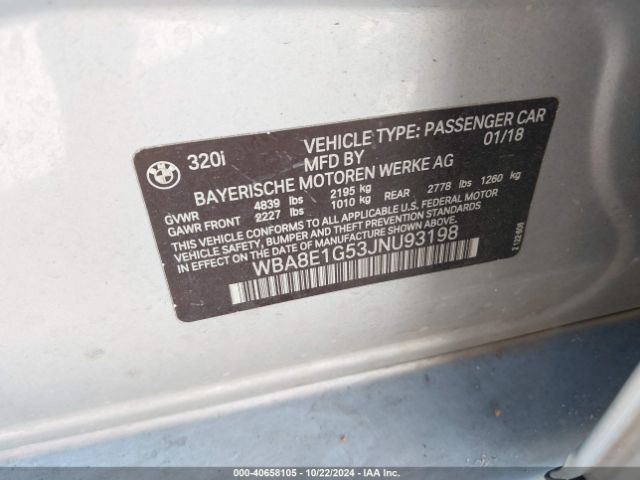 BMW
320i
VEHICLE TYPE: PASSENGER CAR
MFD BY 01/18
BAYERISCHE MOTOREN WERKE AG
GVWR 4839 lbs 2195 kg
GAWR FRONT 2227 lbs 1010 kg REAR 2778 lbs 1260 kg
THIS VEHICLE CONFORMS TO ALL APPLICABLE U.S. FEDERAL MOTOR
VEHICLE SAFETY, BUMPER AND THEFT PREVENTION STANDARDS
IN EFFECT ON THE DATE OF MANUFACTURE SHOWN ABOVE.
WBA8E1G53JNU93198
000-40658105 - 10/22/2024 - IAA Inc.